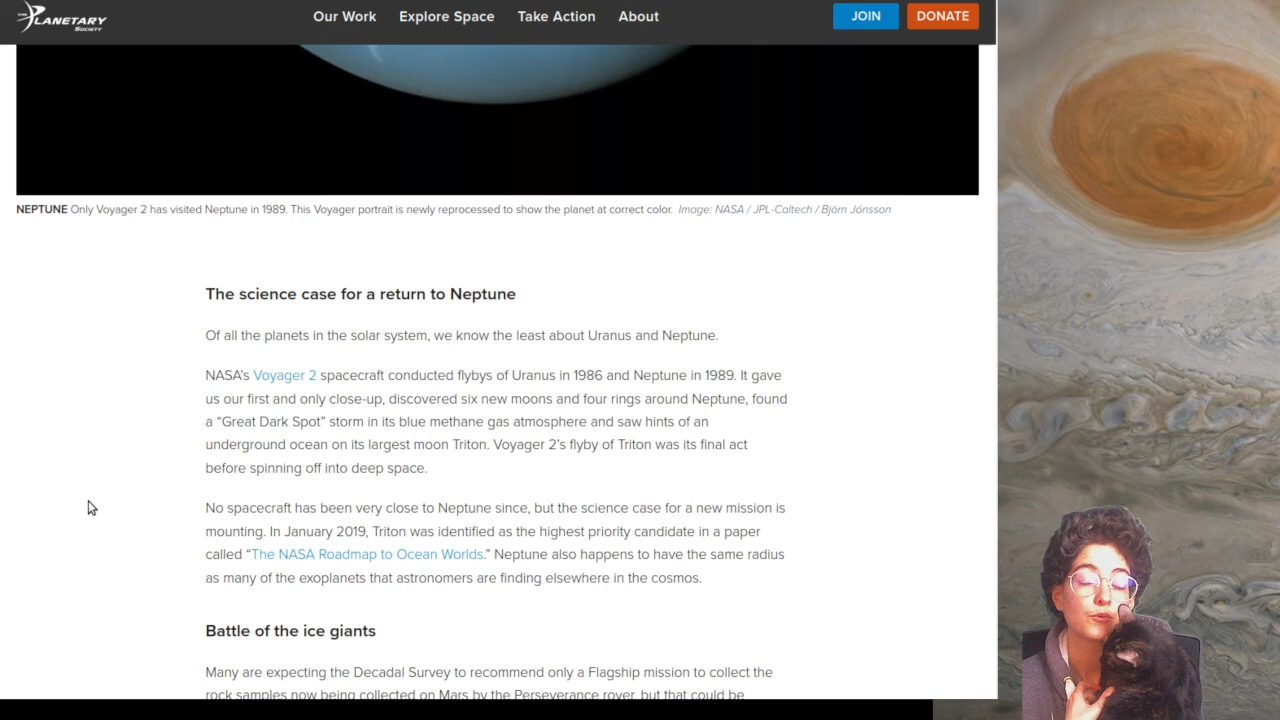 THE PLANETARY SOCIETY
Our Work Explore Space Take Action About JOIN DONATE
NEPTUNE Only Voyager 2 has visited Neptune in 1989. This Voyager portrait is newly reprocessed to show the planet at correct color. Image: NASA / JPL-Caltech / Björn Jónsson
The science case for a return to Neptune
Of all the planets in the solar system, we know the least about Uranus and Neptune.
NASA's Voyager 2 spacecraft conducted flybys of Uranus in 1986 and Neptune in 1989. It gave
us our first and only close-up, discovered six new moons and four rings around Neptune, found
a “Great Dark Spot” storm in its blue methane gas atmosphere and saw hints of an
underground ocean on its largest moon Triton. Voyager 2’s flyby of Triton was its final act
before spinning off into deep space.
No spacecraft has been very close to Neptune since, but the science case for a new mission is
mounting. In January 2019, Triton was identified as the highest priority candidate in a paper
called “The NASA Roadmap to Ocean Worlds.” Neptune also happens to have the same radius
as many of the exoplanets that astronomers are finding elsewhere in the cosmos.
Battle of the ice giants
Many are expecting the Decadal Survey to recommend only a Flagship mission to collect the
rock samples now being collected on Mars by the Perseverance rover, but that could be